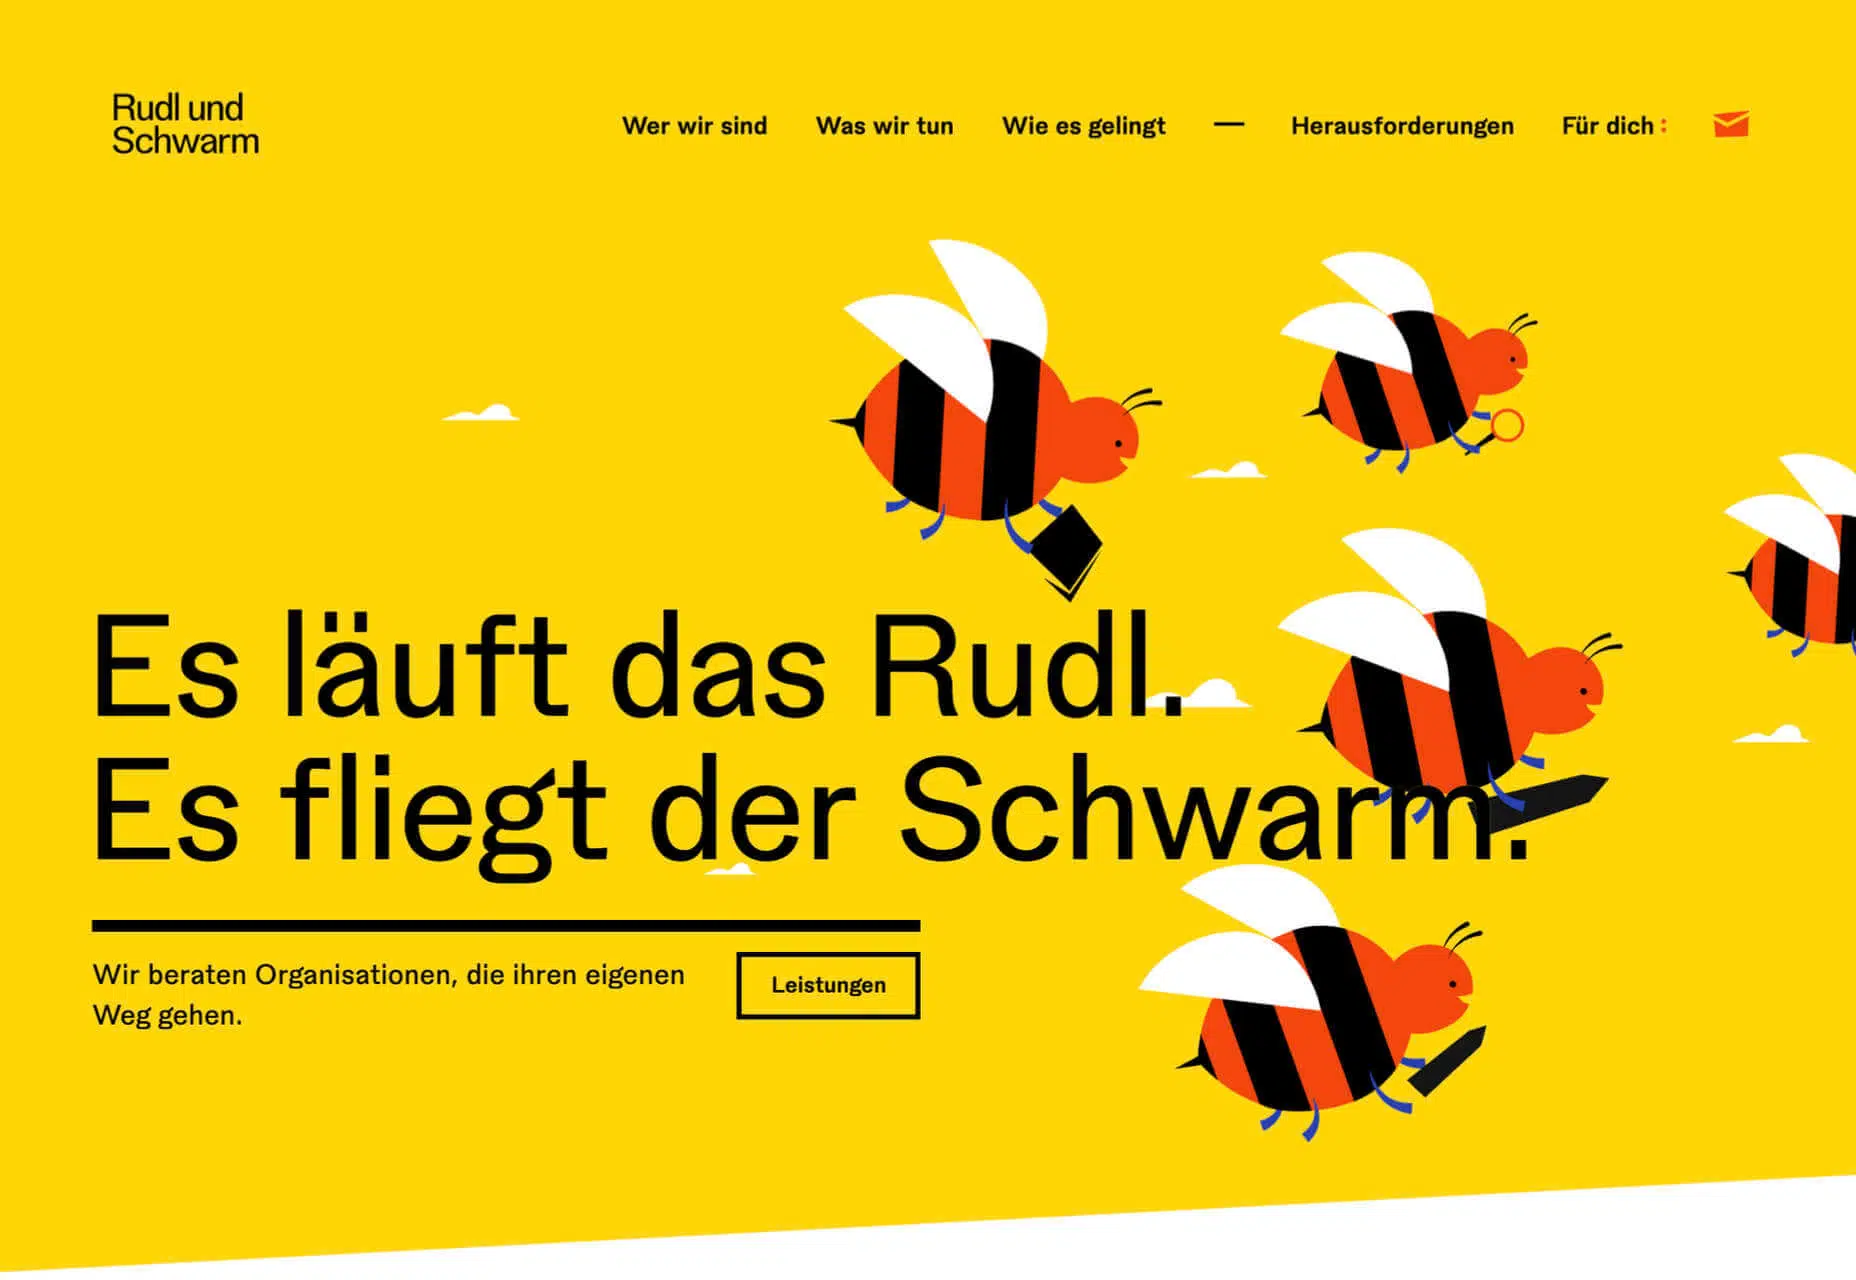 Rudl und
Schwarm
Wer wir sind
Was wir tun
Wie es gelingt
—
Herausforderungen
Für dich :
Es läuft das Rudl.
Es fliegt der Schwarm.
Wir beraten Organisationen, die ihren eigenen
Weg gehen.
Leistungen